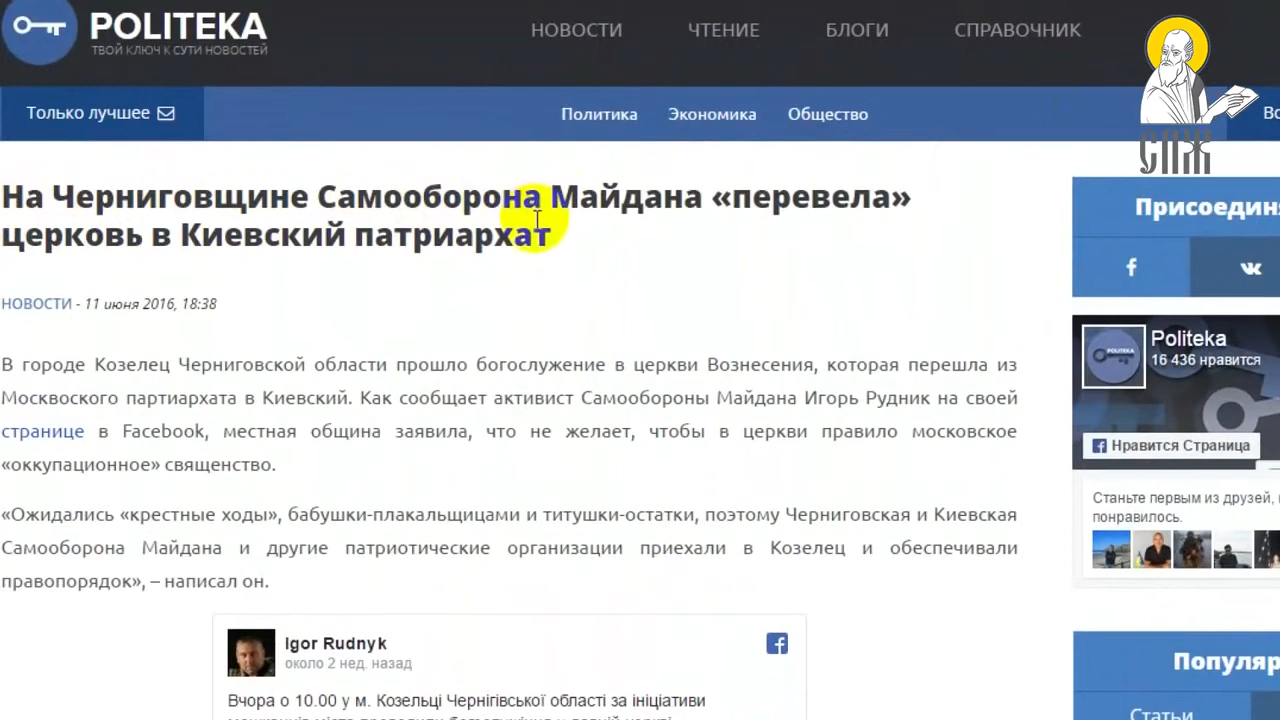 POLITEKA
ТВОЙ КЛЮЧ К СУТИ НОВОСТЕЙ
НОВОСТИ ЧТЕНИЕ БЛОГИ СПРАВОЧНИК
СПЖ
Только лучшее
Политика Экономика Общество
На Черниговщине Самооборона Майдана «перевела»
церковь в Киевский патриархат
НОВОСТИ - 11 июня 2016, 18:38
В городе Козелец Черниговской области прошло богослужение в церкви Вознесения, которая перешла из
Москвоского партиархата в Киевский. Как сообщает активист Самообороны Майдана Игорь Рудник на своей
странице в Facebook, местная община заявила, что не желает, чтобы в церкви правило московское
«оккупационное» священство.
«Ожидались «крестные ходы», бабушки-плакальщицами и титушки-остатки, поэтому Черниговская и Киевская
Самооборона Майдана и другие патриотические организации приехали в Козелец и обеспечивали
правопорядок», – написал он.
Igor Rudnyk
около 2 нед. назад
Вчора о 10.00 у м. Козельці Чернігівської області за ініціативи
Присоединя
Politeka
16 436 нравится
POLITEKA
Нравится Страница
Станьте первым из друзей,
понравилось.
Популяр
Статьи